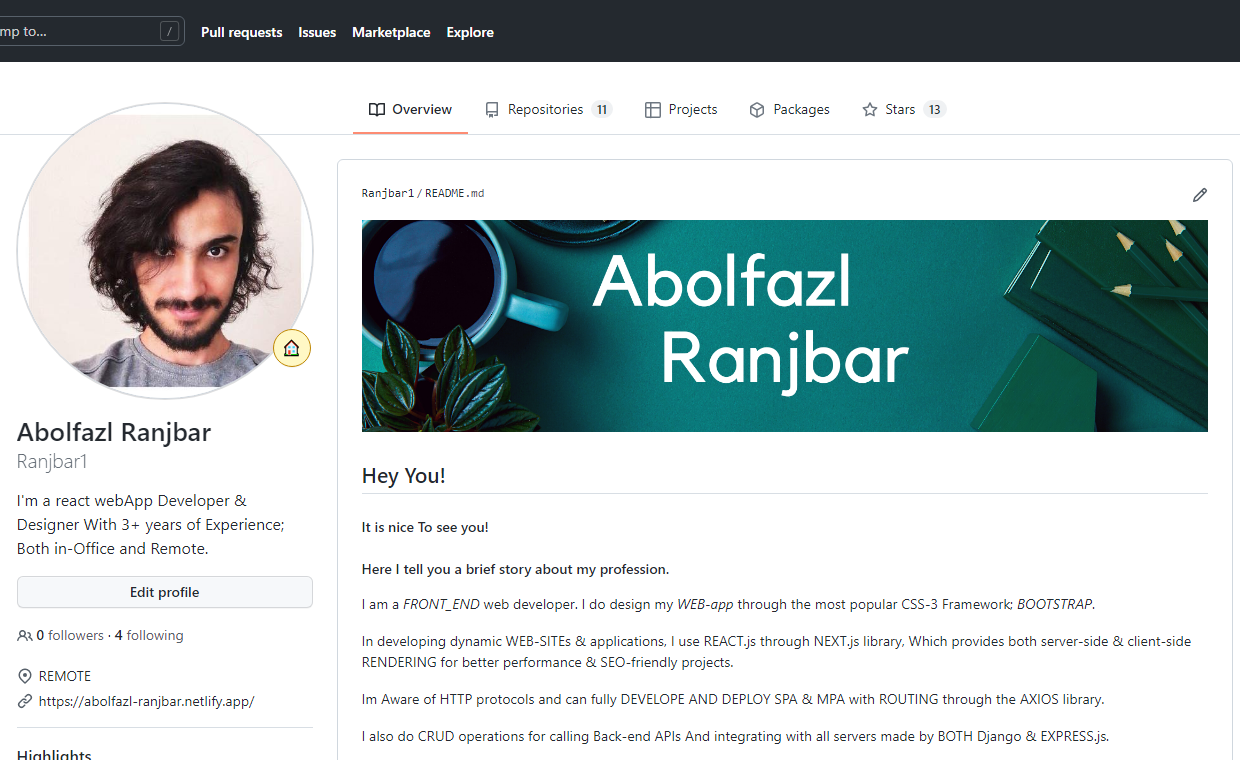 mp to...
/
Pull requests
Issues
Marketplace
Explore
Overview
Repositories 11
Projects
Packages
Stars 13
Abolfazl Ranjbar
Ranjbar1
I'm a react webApp Developer &
Designer With 3+ years of Experience;
Both in-Office and Remote.
Edit profile
0 followers · 4 following
REMOTE
https://abolfazl-ranjbar.netlify.app/
Highlights
Ranjbar1 / README.md
Abolfazl
Ranjbar
Hey You!
It is nice To see you!
Here I tell you a brief story about my profession.
I am a FRONT_END web developer. I do design my WEB-app through the most popular CSS-3 Framework; BOOTSTRAP.
In developing dynamic WEB-SITEs & applications, I use REACT.js through NEXT.js library, Which provides both server-side & client-side
RENDERING for better performance & SEO-friendly projects.
Im Aware of HTTP protocols and can fully DEVELOPE AND DEPLOY SPA & MPA with ROUTING through the AXIOS library.
I also do CRUD operations for calling Back-end APIs And integrating with all servers made by BOTH Django & EXPRESS.js.